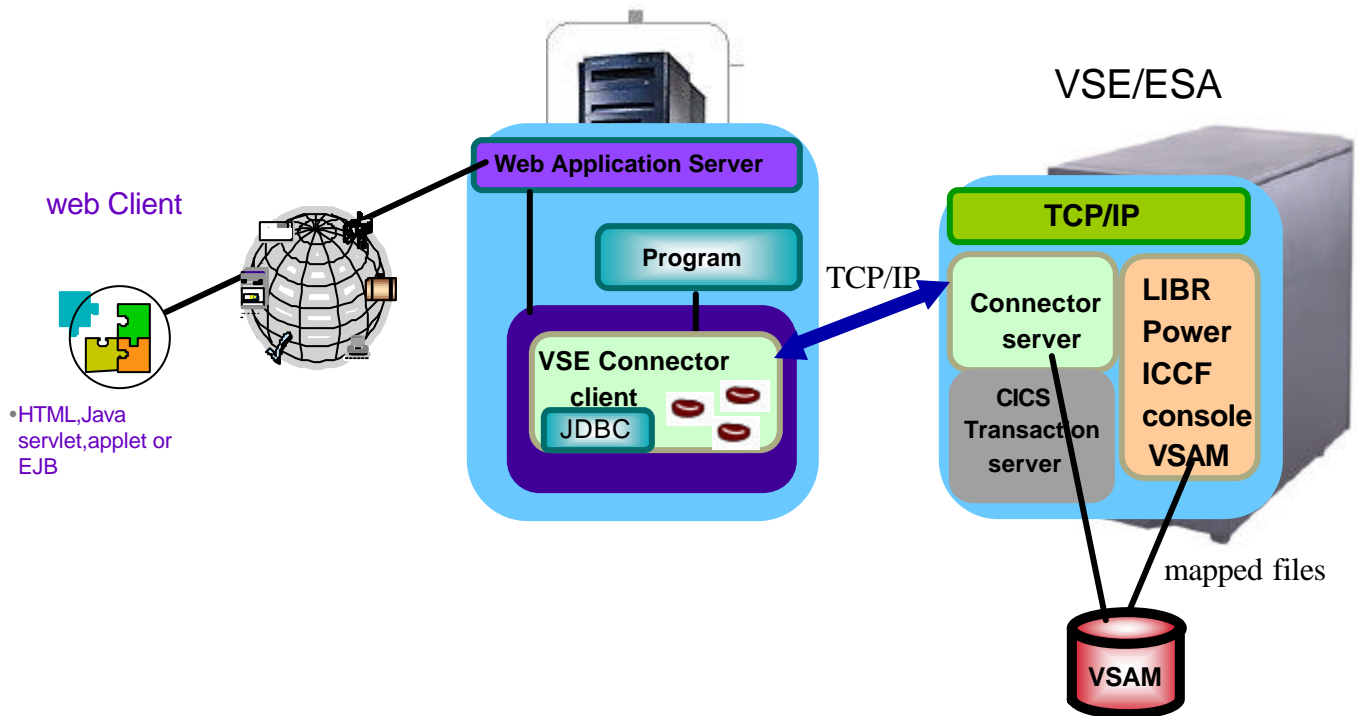 VSE/ESA
Web Application Server
web Client
TCP/IP
Program
TCP/IP
Connector
server
LIBR
Power
ICCF
console
VSAM
VSE Connector
client
JDBC
CICS
Transaction
server
•HTML,Java
servlet,applet or
EJB
mapped files
VSAM